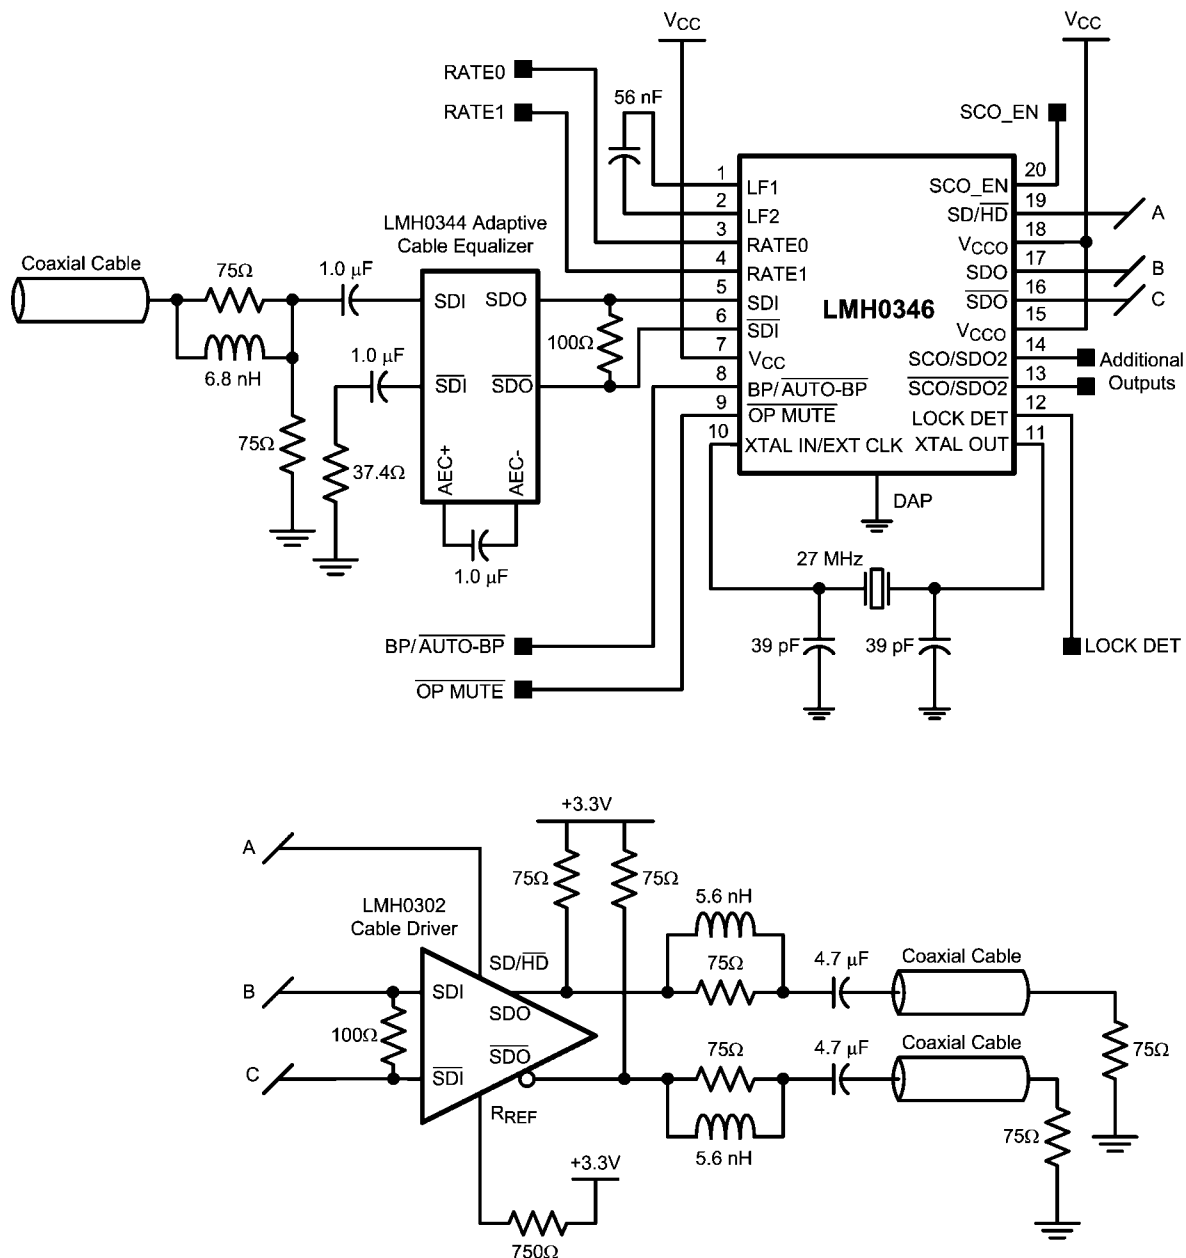 VCC
VCC
RATE0
56 nF
RATE1
SCO_EN
LMH0344 Adaptive
Cable Equalizer
Coaxial Cable
75Ω
6.8 nH
1.0 µF
1.0 µF
75Ω
37.4Ω
SDI
SDO
SDI
SDO
AEC+
AEC-
1.0 µF
100Ω
1
2
3
4
5
6
7
8
9
10
LF1
LF2
RATE0
RATE1
SDI
SDI
VCC
BP/AUTO-BP
OP MUTE
XTAL IN/EXT CLK
LMH0346
SCO_EN
SD/HD
VCCO
SDO
SDO
VCCO
SCO/SDO2
SCO/SDO2
LOCK DET
XTAL OUT
20
19
18
17
16
15
14
13
12
11
A
B
C
Additional
Outputs
DAP
27 MHz
39 pF
39 pF
BP/AUTO-BP
OP MUTE
LOCK DET
+3.3V
A
75Ω
75Ω
LMH0302
Cable Driver
5.6 nH
SD/HD
75Ω
4.7 µF
Coaxial Cable
B
SDI
SDO
100Ω
SDO
75Ω
4.7 µF
Coaxial Cable
75Ω
C
SDI
RREF
5.6 nH
75Ω
+3.3V
750Ω